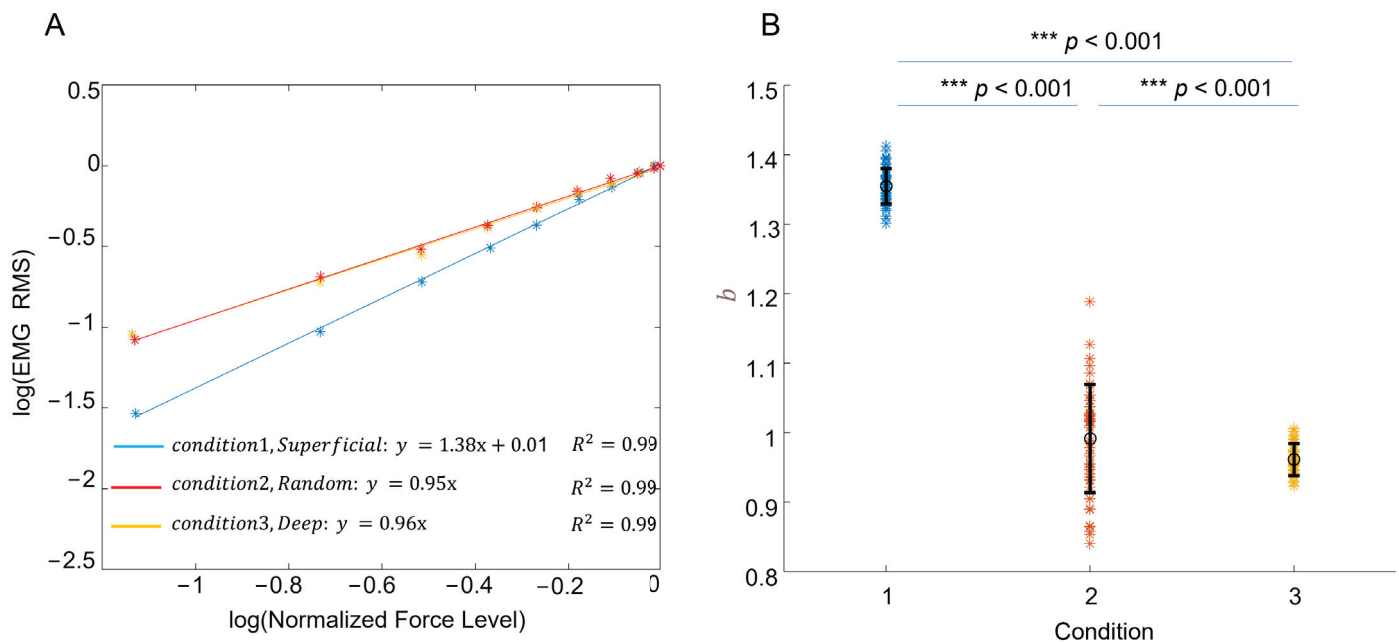 A
0.5
0
−0.5
−1
−1.5
−2
−2.5
log(EMG RMS)
condition1, Superficial: y = 1.38x + 0.01 R² = 0.99
condition2, Random: y = 0.95x R² = 0.99
condition3, Deep: y = 0.96x R² = 0.99
−1 −0.8 −0.6 −0.4 −0.2 0
log(Normalized Force Level)
B
*** p < 0.001
*** p < 0.001 *** p < 0.001
1.5
1.4
1.3
1.2
1.1
1
0.9
0.8
b
1 2 3
Condition